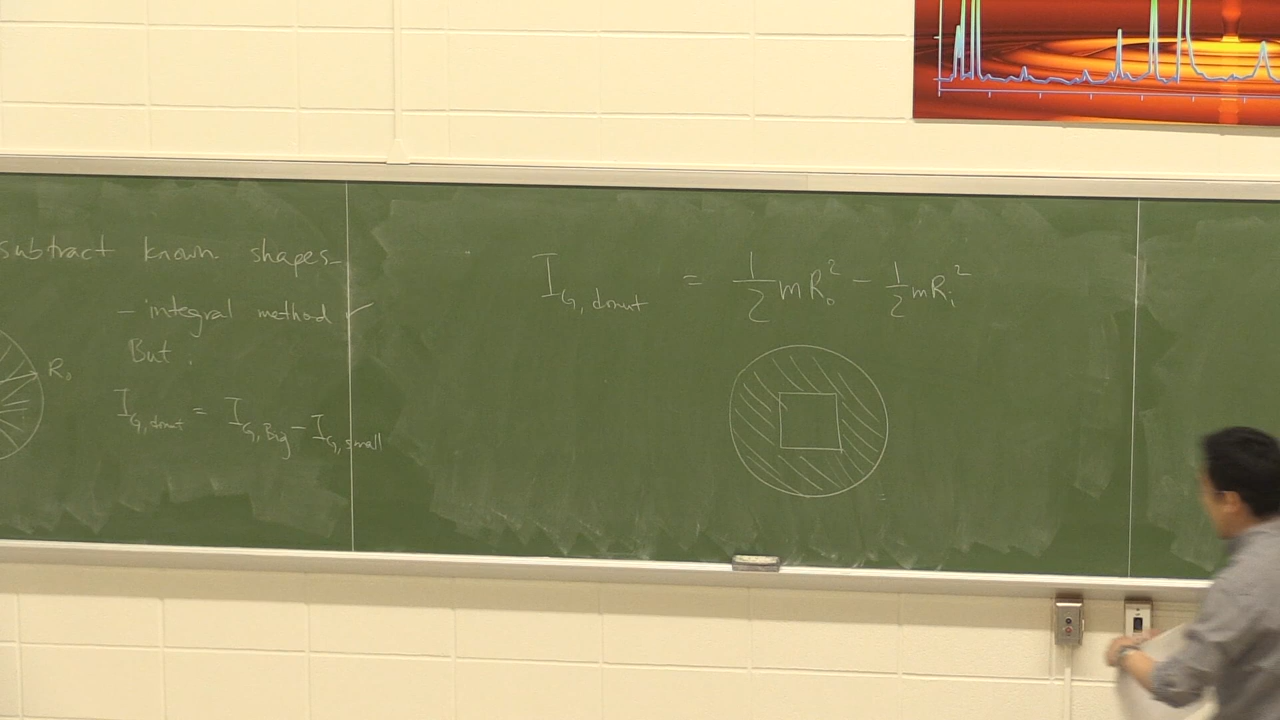 subtract known shapes
- integral method ✓
But,
R₀
I_G,donut = I_G,Big - I_G,small
I_G,donut = 1/2 mR₀² - 1/2 mRᵢ²